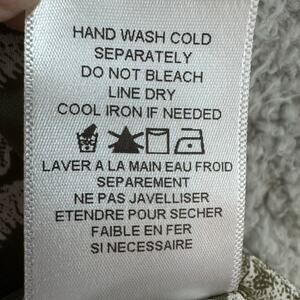 HAND WASH COLD
SEPARATELY
DO NOT BLEACH
LINE DRY
COOL IRON IF NEEDED
LAVER A LA MAIN EAU FROID
SEPAREMENT
NE PAS JAVELLISER
ETENDRE POUR SECHER
FAIBLE EN FER
SI NECESSAIRE